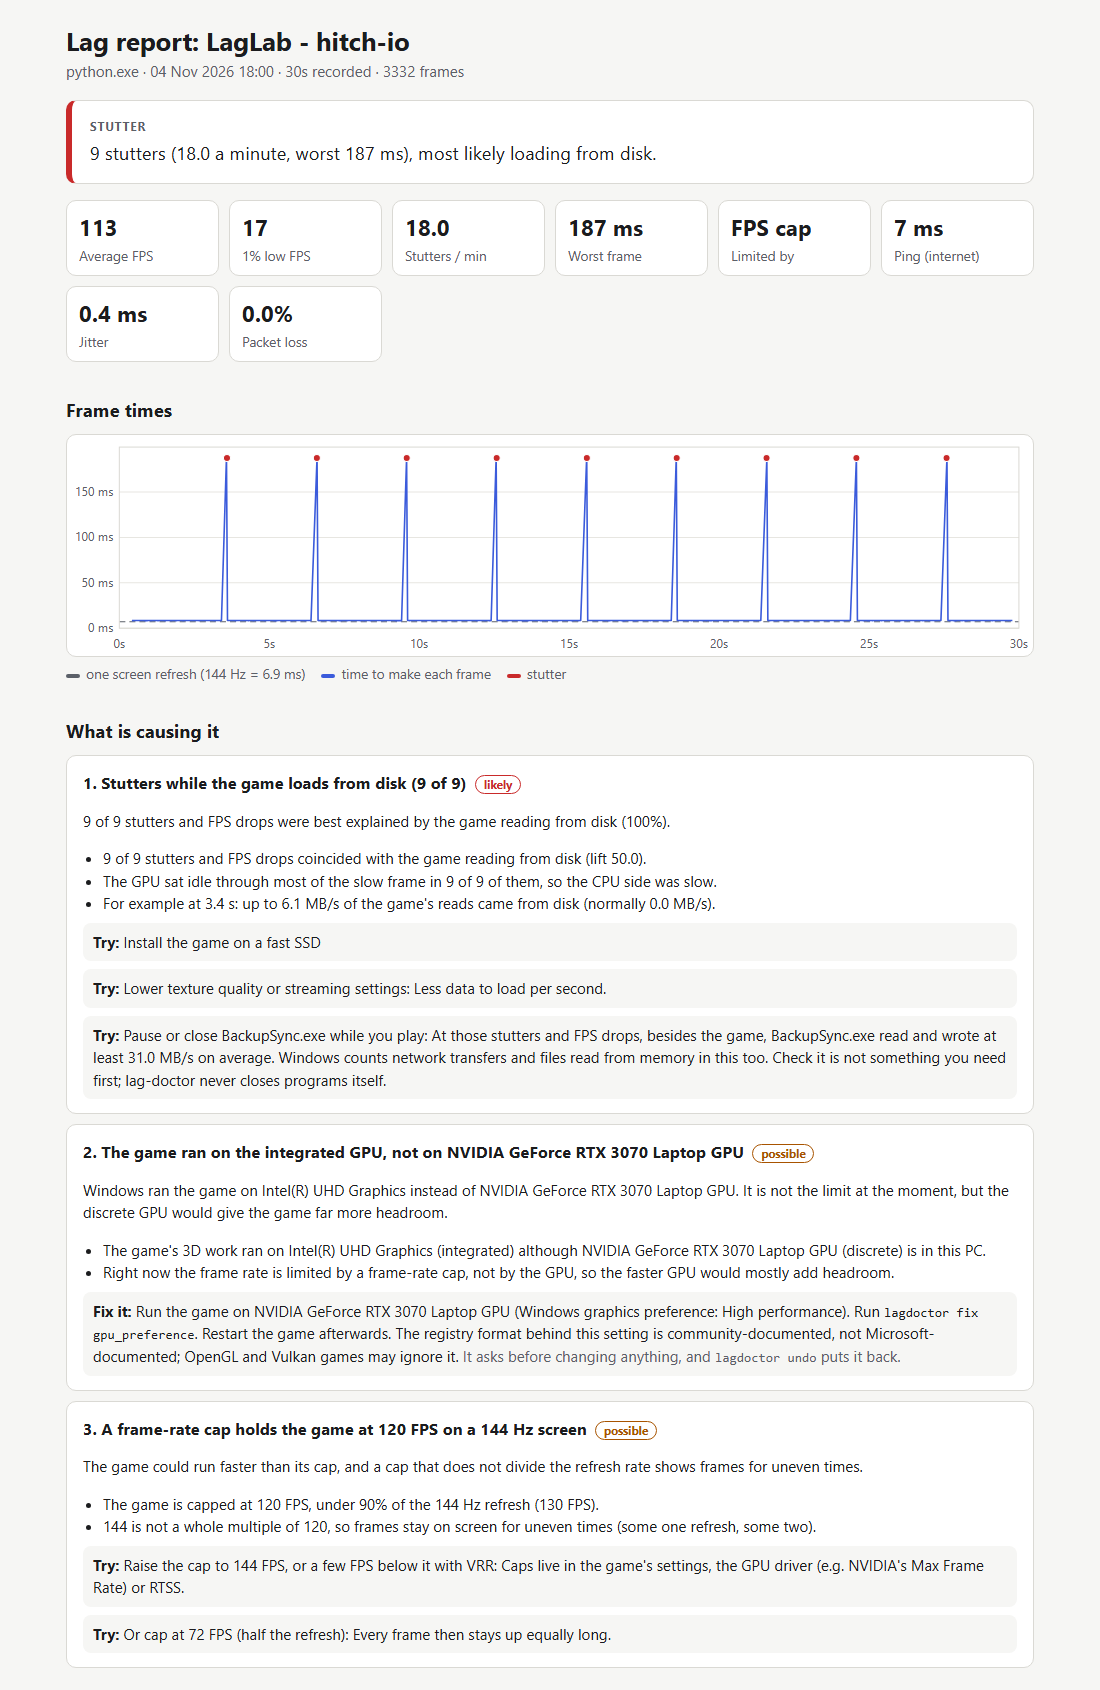 Lag report: LagLab - hitch-io
python.exe · 04 Nov 2026 18:00 · 30s recorded · 3332 frames
STUTTER
9 stutters (18.0 a minute, worst 187 ms), most likely loading from disk.
113
Average FPS
17
1% low FPS
18.0
Stutters / min
187 ms
Worst frame
FPS cap
Limited by
7 ms
Ping (internet)
0.4 ms
Jitter
0.0%
Packet loss
Frame times
150 ms
100 ms
50 ms
0 ms
0s
5s
10s
15s
20s
25s
30s
one screen refresh (144 Hz = 6.9 ms)
time to make each frame
stutter
What is causing it
1. Stutters while the game loads from disk (9 of 9) likely
9 of 9 stutters and FPS drops were best explained by the game reading from disk (100%).
• 9 of 9 stutters and FPS drops coincided with the game reading from disk (lift 50.0).
• The GPU sat idle through most of the slow frame in 9 of 9 of them, so the CPU side was slow.
• For example at 3.4 s: up to 6.1 MB/s of the game's reads came from disk (normally 0.0 MB/s).
Try: Install the game on a fast SSD
Try: Lower texture quality or streaming settings: Less data to load per second.
Try: Pause or close BackupSync.exe while you play: At those stutters and FPS drops, besides the game, BackupSync.exe read and wrote at
least 31.0 MB/s on average. Windows counts network transfers and files read from memory in this too. Check it is not something you need
first; lag-doctor never closes programs itself.
2. The game ran on the integrated GPU, not on NVIDIA GeForce RTX 3070 Laptop GPU possible
Windows ran the game on Intel(R) UHD Graphics instead of NVIDIA GeForce RTX 3070 Laptop GPU. It is not the limit at the moment, but the
discrete GPU would give the game far more headroom.
• The game's 3D work ran on Intel(R) UHD Graphics (integrated) although NVIDIA GeForce RTX 3070 Laptop GPU (discrete) is in this PC.
• Right now the frame rate is limited by a frame-rate cap, not by the GPU, so the faster GPU would mostly add headroom.
Fix it: Run the game on NVIDIA GeForce RTX 3070 Laptop GPU (Windows graphics preference: High performance). Run lagdoctor fix
gpu_preference. Restart the game afterwards. The registry format behind this setting is community-documented, not Microsoft-
documented; OpenGL and Vulkan games may ignore it. It asks before changing anything, and lagdoctor undo puts it back.
3. A frame-rate cap holds the game at 120 FPS on a 144 Hz screen possible
The game could run faster than its cap, and a cap that does not divide the refresh rate shows frames for uneven times.
• The game is capped at 120 FPS, under 90% of the 144 Hz refresh (130 FPS).
• 144 is not a whole multiple of 120, so frames stay on screen for uneven times (some one refresh, some two).
Try: Raise the cap to 144 FPS, or a few FPS below it with VRR: Caps live in the game's settings, the GPU driver (e.g. NVIDIA's Max Frame
Rate) or RTSS.
Try: Or cap at 72 FPS (half the refresh): Every frame then stays up equally long.